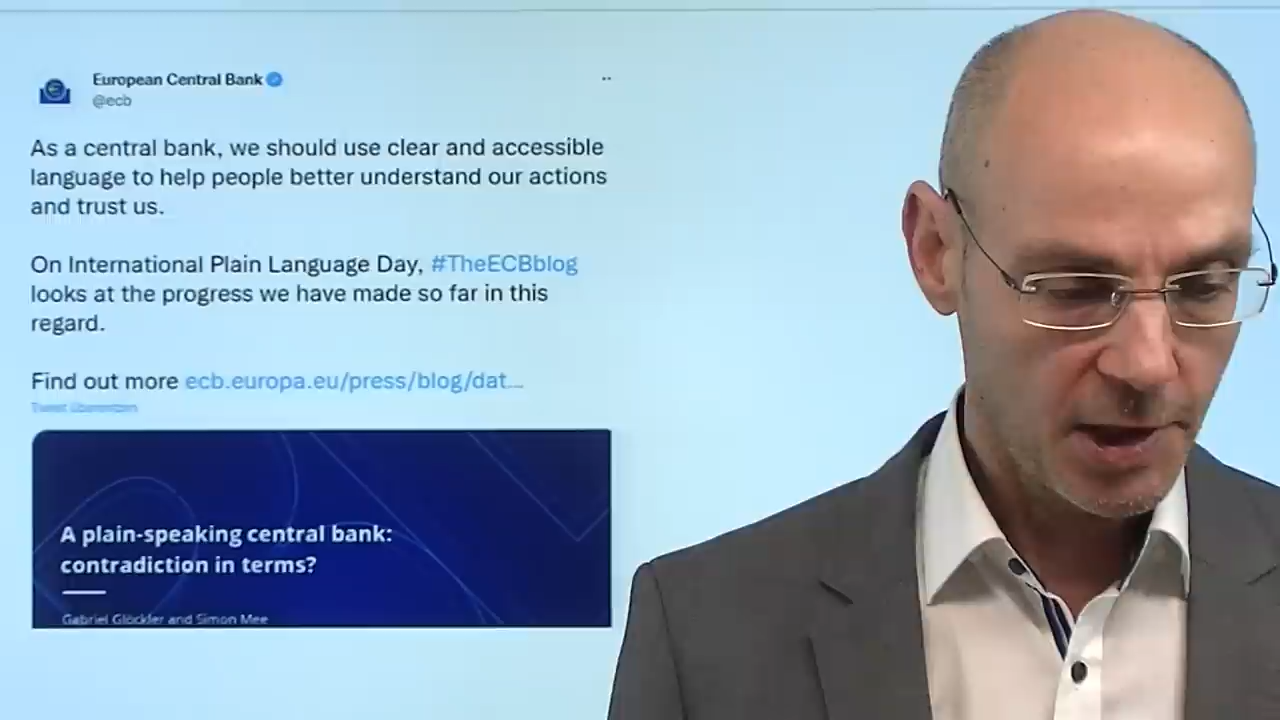 European Central Bank
@ecb
As a central bank, we should use clear and accessible
language to help people better understand our actions
and trust us.
On International Plain Language Day, #TheECBblog
looks at the progress we have made so far in this
regard.
Find out more ecb.europa.eu/press/blog/dat...
Tweet übersetzen
A plain-speaking central bank:
contradiction in terms?
Gabriel Glöckler and Simon Mee